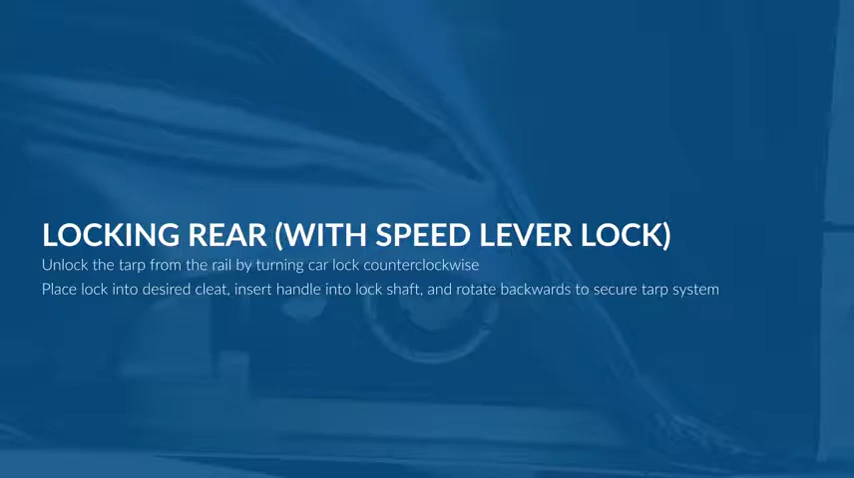 LOCKING REAR (WITH SPEED LEVER LOCK)
Unlock the tarp from the rail by turning car lock counterclockwise
Place lock into desired cleat, insert handle into lock shaft, and rotate backwards to secure tarp system